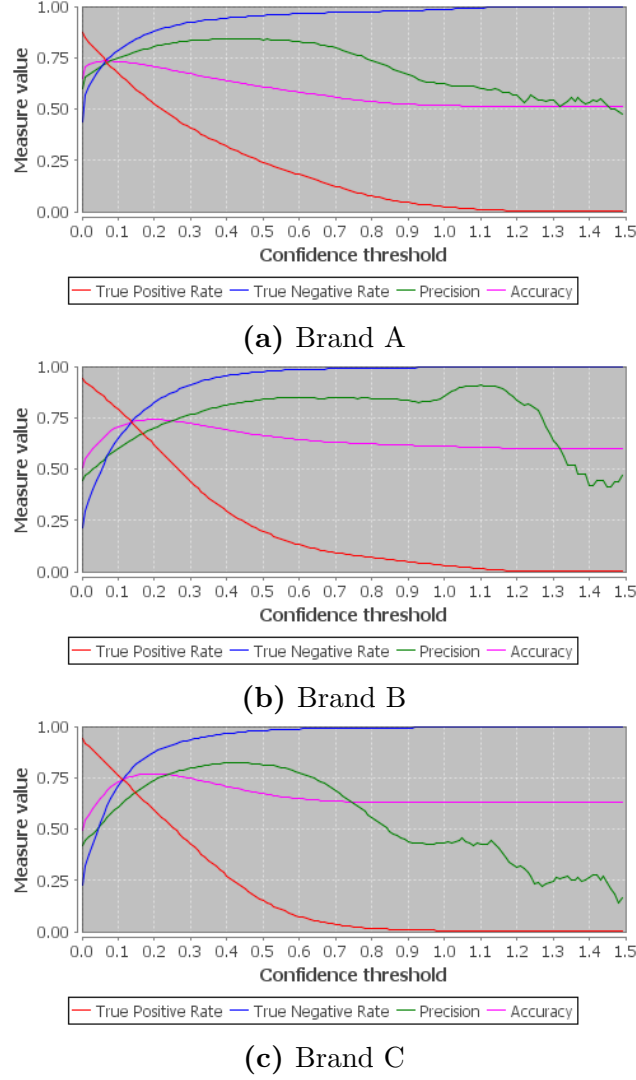 1.00
0.75
0.50
0.25
0.00
Measure value
0.0 0.1 0.2 0.3 0.4 0.5 0.6 0.7 0.8 0.9 1.0 1.1 1.2 1.3 1.4 1.5
Confidence threshold
True Positive Rate True Negative Rate Precision Accuracy
(a) Brand A
1.00
0.75
0.50
0.25
0.00
Measure value
0.0 0.1 0.2 0.3 0.4 0.5 0.6 0.7 0.8 0.9 1.0 1.1 1.2 1.3 1.4 1.5
Confidence threshold
True Positive Rate True Negative Rate Precision Accuracy
(b) Brand B
1.00
0.75
0.50
0.25
0.00
Measure value
0.0 0.1 0.2 0.3 0.4 0.5 0.6 0.7 0.8 0.9 1.0 1.1 1.2 1.3 1.4 1.5
Confidence threshold
True Positive Rate True Negative Rate Precision Accuracy
(c) Brand C